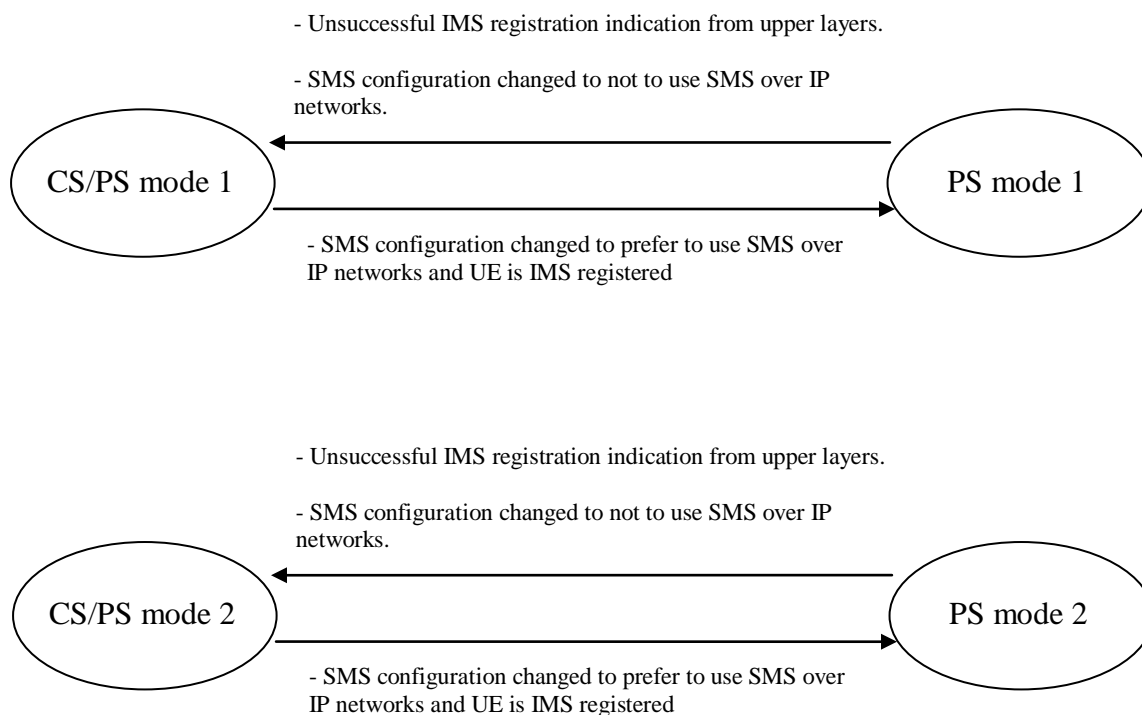 - Unsuccessful IMS registration indication from upper layers.
- SMS configuration changed to not to use SMS over IP
networks.
CS/PS mode 1
PS mode 1
- SMS configuration changed to prefer to use SMS over
IP networks and UE is IMS registered
- Unsuccessful IMS registration indication from upper layers.
- SMS configuration changed to not to use SMS over IP
networks.
CS/PS mode 2
PS mode 2
- SMS configuration changed to prefer to use SMS over
IP networks and UE is IMS registered